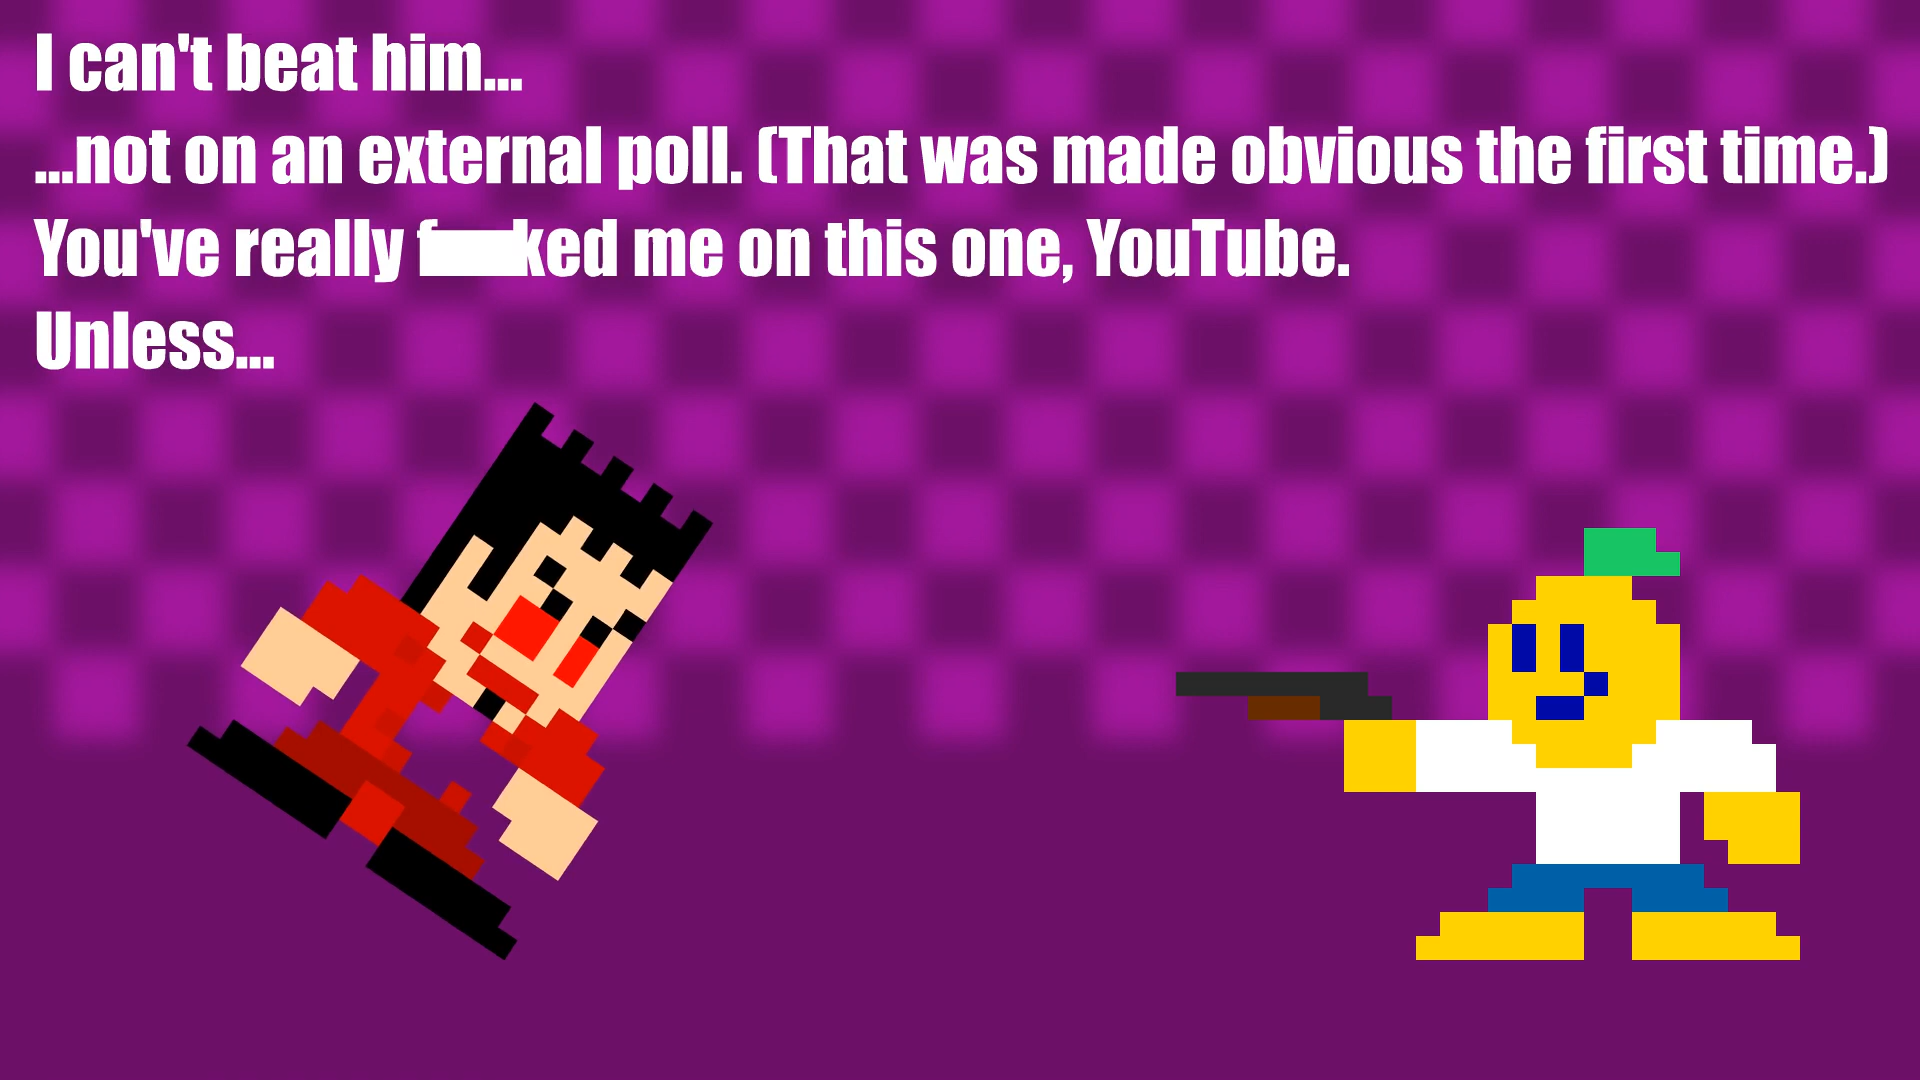 I can't beat him...
...not on an external poll. (That was made obvious the first time.)
You've really ked me on this one, YouTube.
Unless...